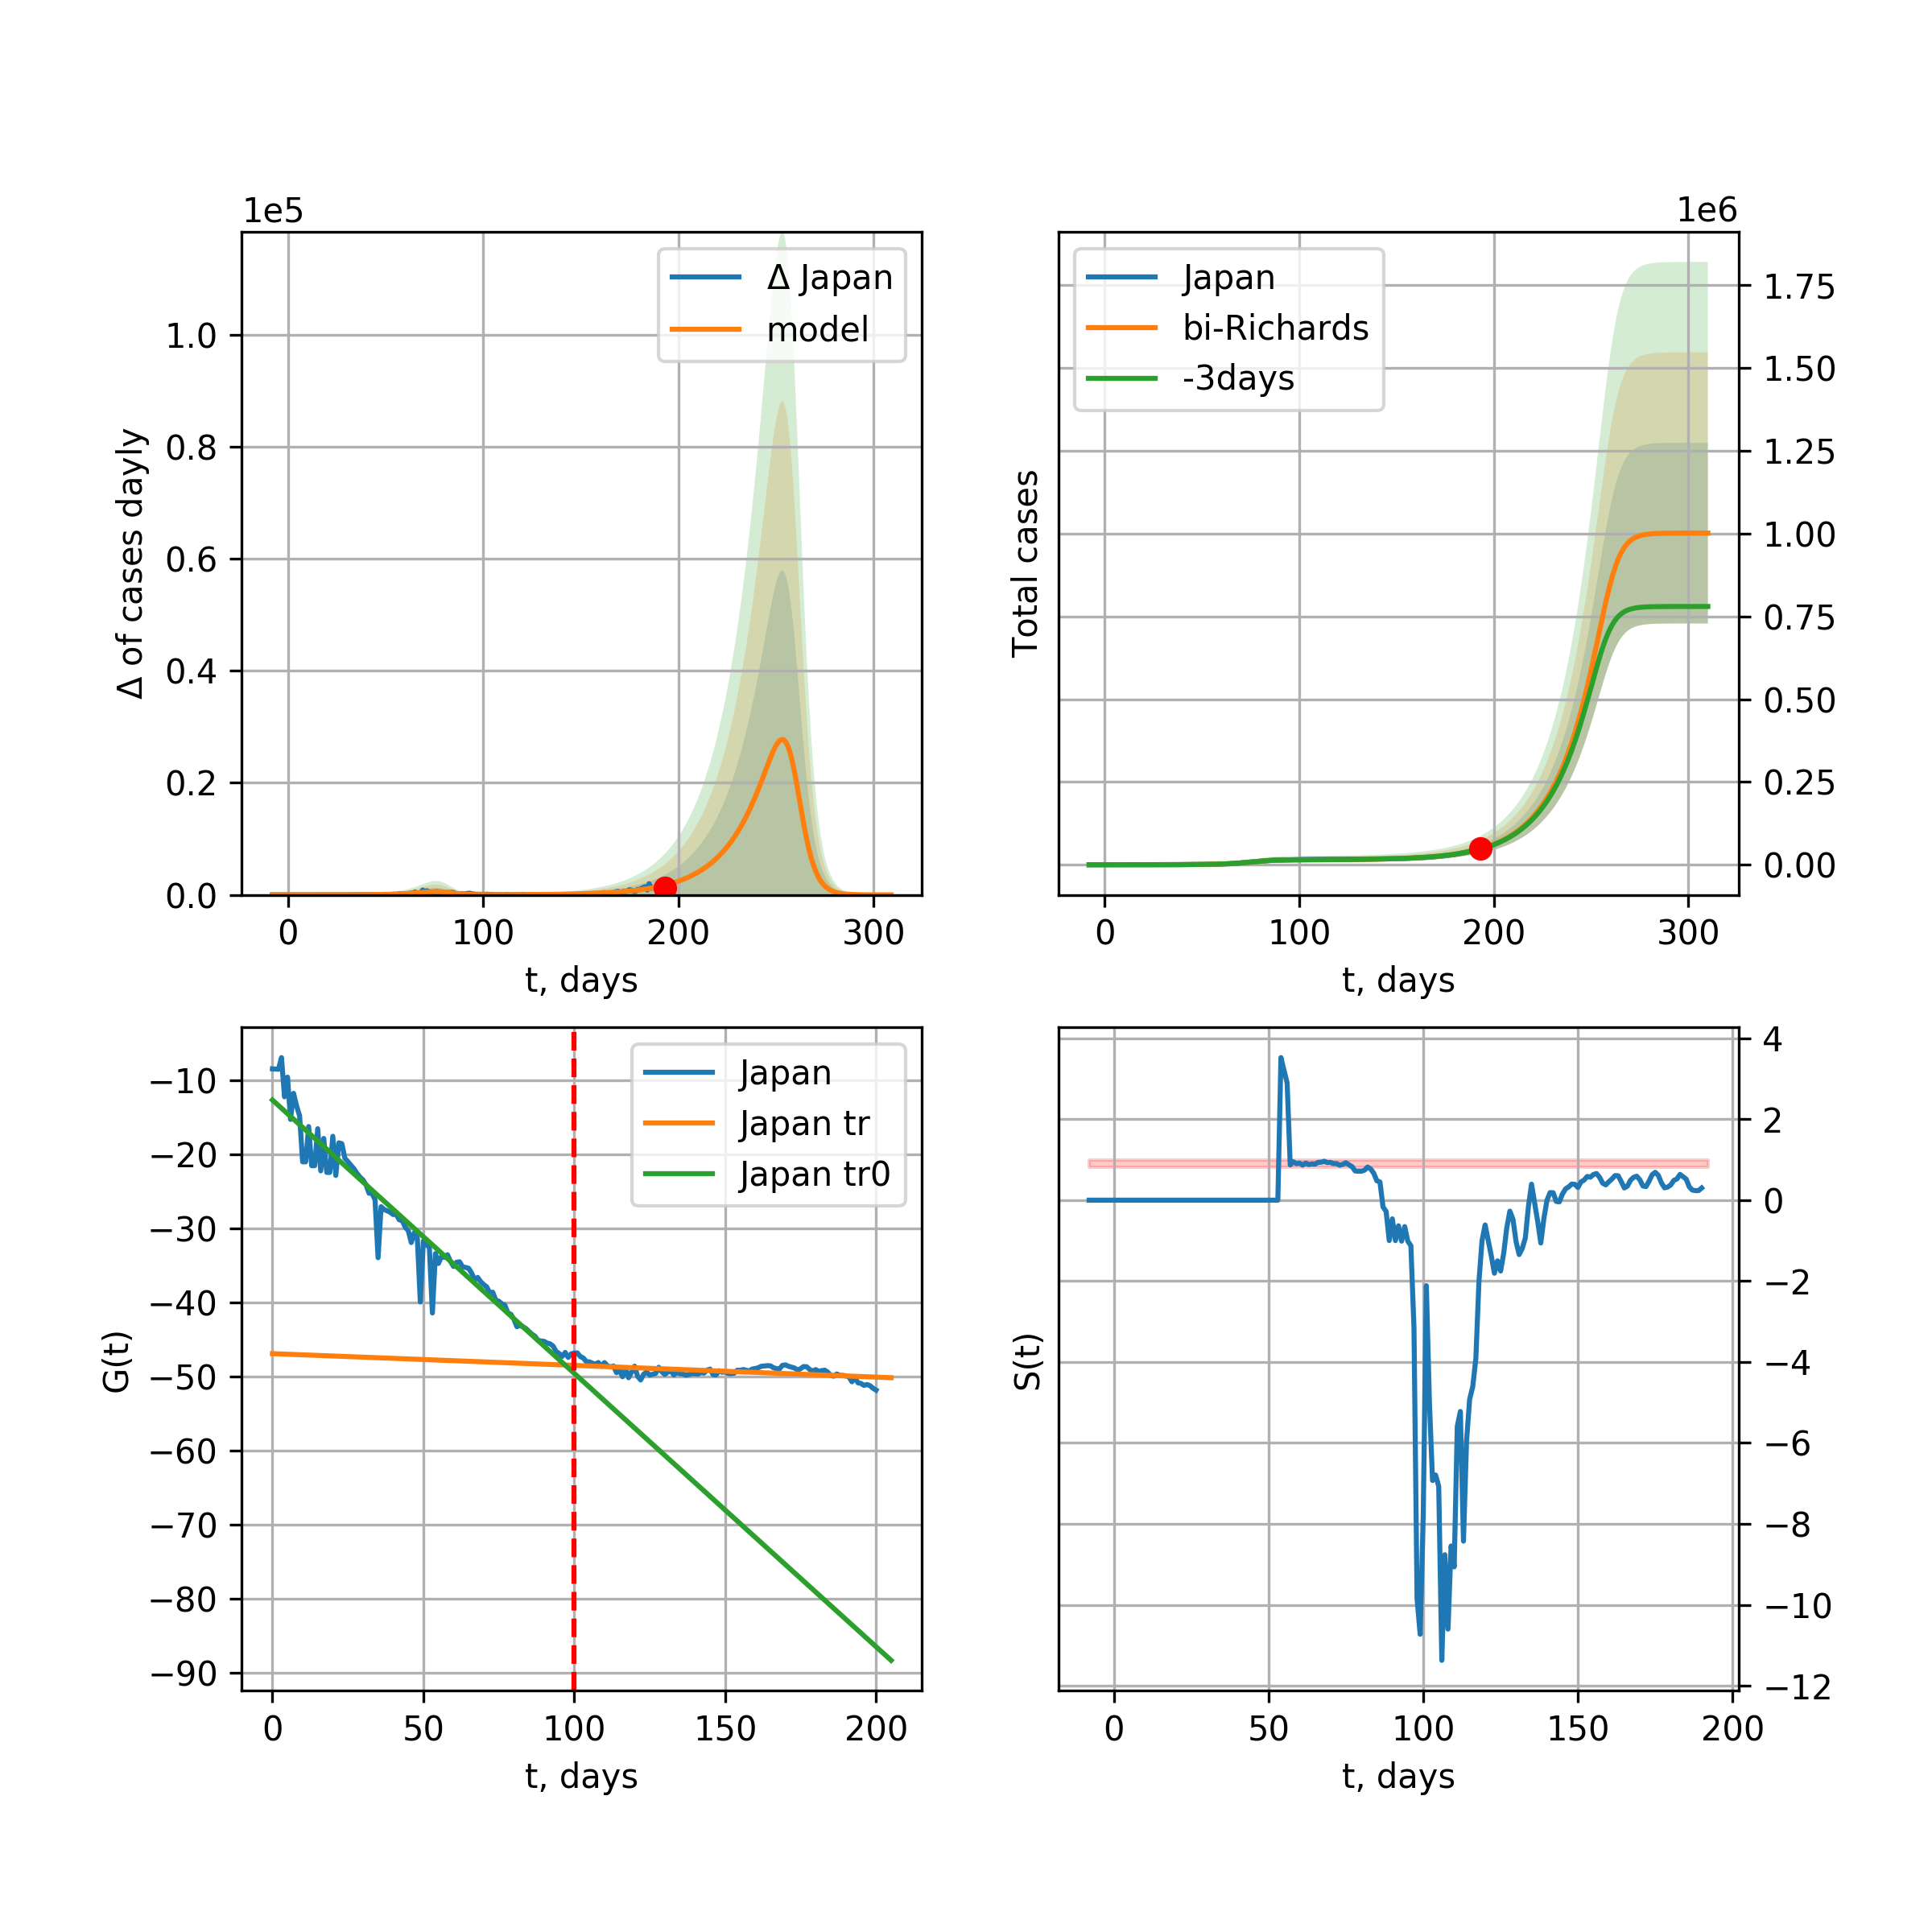 1e5
Δ of cases dayly
1.0
0.8
0.6
0.4
0.2
0.0
0 100 200 300
t, days
Δ Japan
model
1e6
Total cases
1.75
1.50
1.25
1.00
0.75
0.50
0.25
0.00
0 100 200 300
t, days
Japan
bi-Richards
-3days
G(t)
−10
−20
−30
−40
−50
−60
−70
−80
−90
0 50 100 150 200
t, days
Japan
Japan tr
Japan tr0
S(t)
4
2
0
−2
−4
−6
−8
−10
−12
0 50 100 150 200
t, days